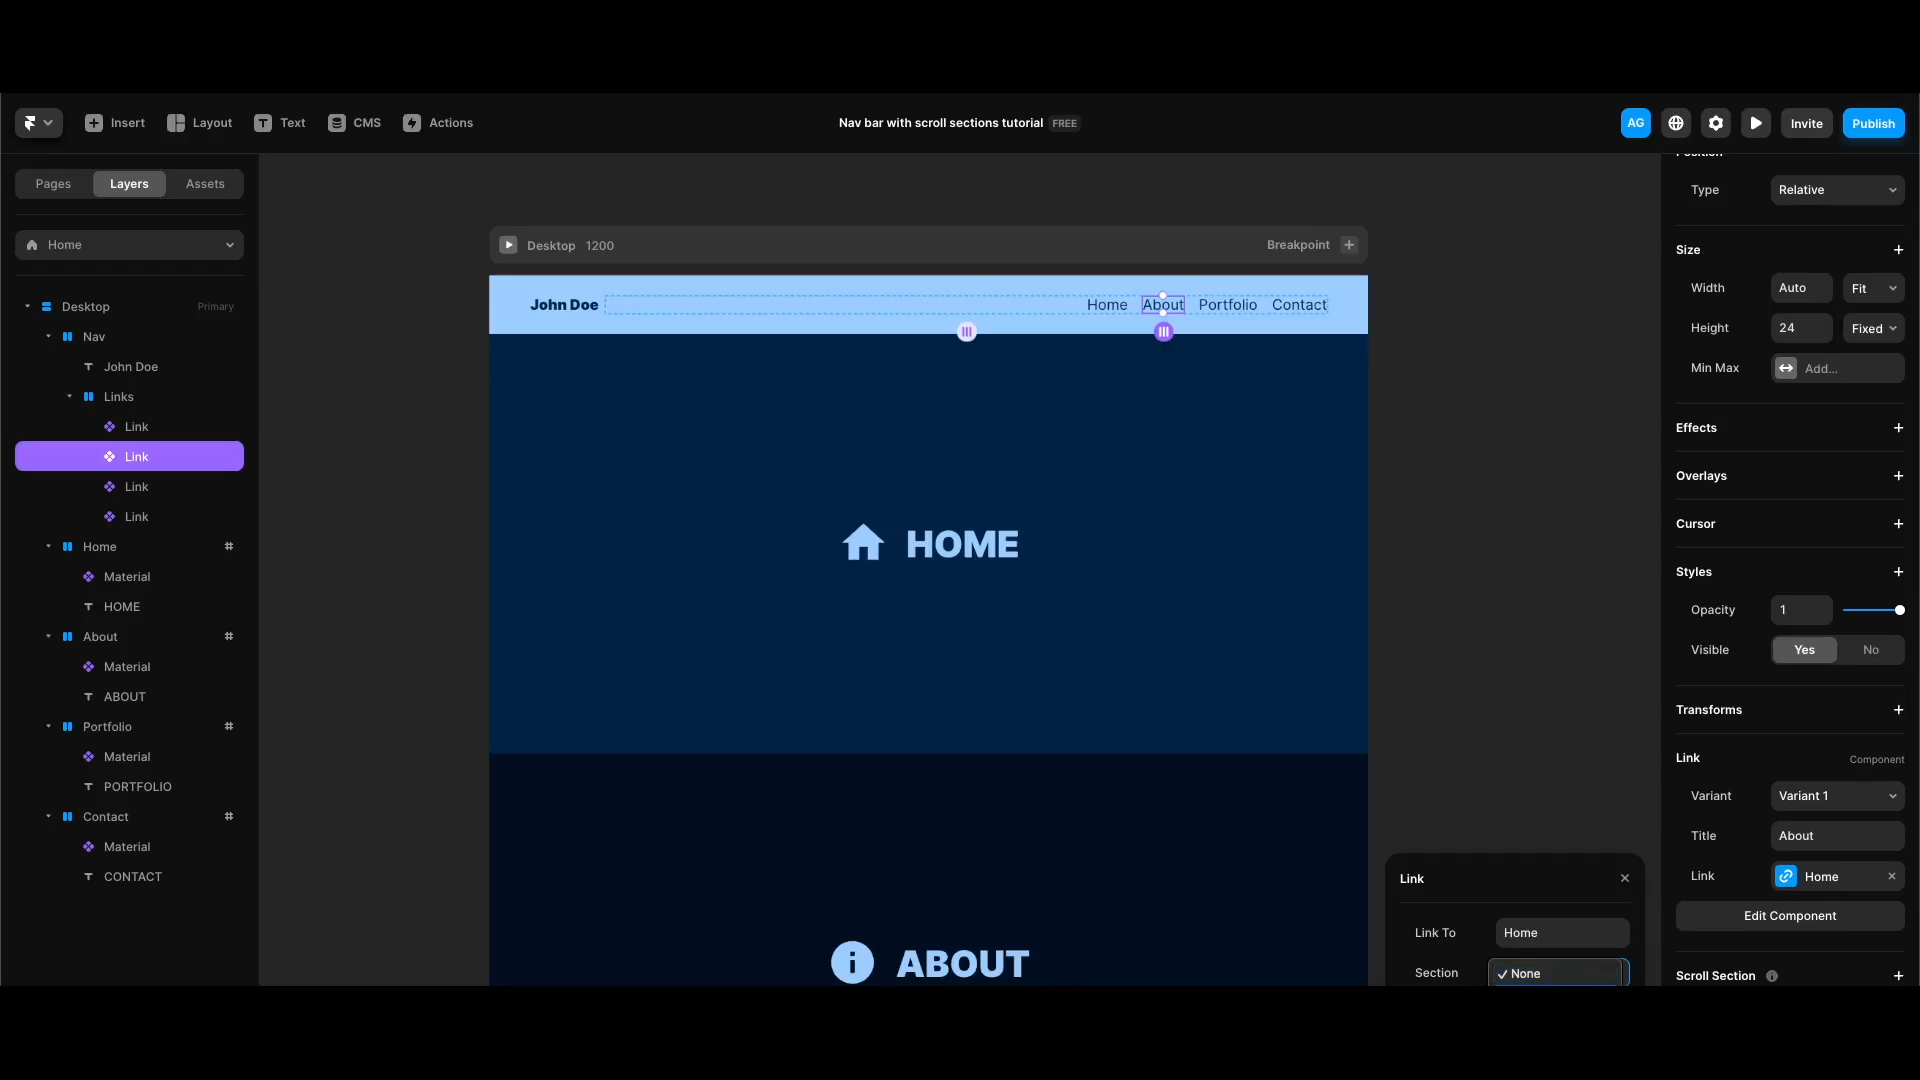 Insert
Layout
Text
CMS
Actions
Nav bar with scroll sections tutorial FREE
AG
Invite
Publish
Pages
Layers
Assets
Home
Desktop
Primary
Nav
John Doe
Links
Link
Link
Link
Link
Home
Material
HOME
About
Material
ABOUT
Portfolio
Material
PORTFOLIO
Contact
Material
CONTACT
Desktop 1200
Breakpoint
John Doe
Home About Portfolio Contact
HOME
ABOUT
Link
Link To Home
Section ✓ None
Position
Type Relative
Size
Width Auto Fit
Height 24 Fixed
Min Max Add...
Effects
Overlays
Cursor
Styles
Opacity 1
Visible Yes No
Transforms
Link Component
Variant Variant 1
Title About
Link Home
Edit Component
Scroll Section